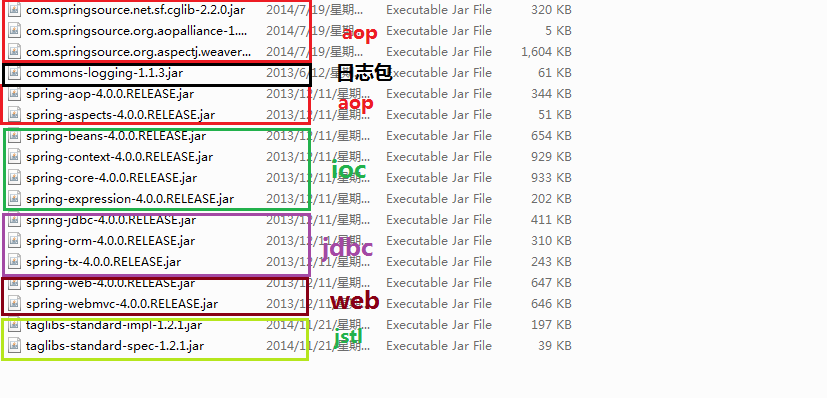 com.springsource.net.sf.cglib-2.2.0.jar 2014/7/19/星期... Executable Jar File 320 KB
com.springsource.org.aopalliance-1.... 2014/7/19/星期... Executable Jar File 5 KB
aop
com.springsource.org.aspectj.weaver... 2014/7/19/星期... Executable Jar File 1,604 KB
commons-logging-1.1.3.jar 2013/6/12/星期... Executable Jar File 61 KB
日志包
spring-aop-4.0.0.RELEASE.jar 2013/12/11/星期... Executable Jar File 344 KB
aop
spring-aspects-4.0.0.RELEASE.jar 2013/12/11/星期... Executable Jar File 51 KB
spring-beans-4.0.0.RELEASE.jar 2013/12/11/星期... Executable Jar File 654 KB
spring-context-4.0.0.RELEASE.jar 2013/12/11/星期... Executable Jar File 929 KB
ioc
spring-core-4.0.0.RELEASE.jar 2013/12/11/星期... Executable Jar File 933 KB
spring-expression-4.0.0.RELEASE.jar 2013/12/11/星期... Executable Jar File 202 KB
spring-jdbc-4.0.0.RELEASE.jar 2013/12/11/星期... Executable Jar File 411 KB
spring-orm-4.0.0.RELEASE.jar 2013/12/11/星期... Executable Jar File 310 KB
jdbc
spring-tx-4.0.0.RELEASE.jar 2013/12/11/星期... Executable Jar File 243 KB
spring-web-4.0.0.RELEASE.jar 2013/12/11/星期... Executable Jar File 647 KB
spring-webmvc-4.0.0.RELEASE.jar 2013/12/11/星期... Executable Jar File 646 KB
web
taglibs-standard-impl-1.2.1.jar 2014/11/21/星期... Executable Jar File 197 KB
jstl
taglibs-standard-spec-1.2.1.jar 2014/11/21/星期... Executable Jar File 39 KB